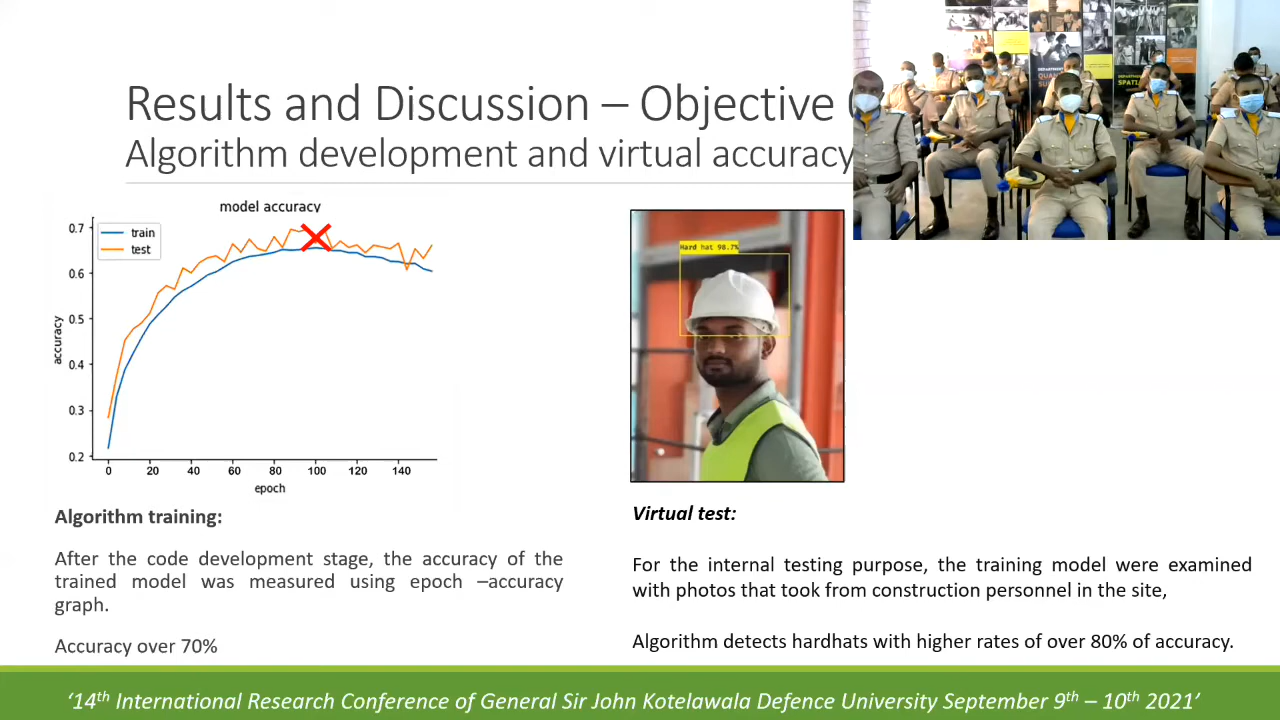 Results and Discussion – Objective
Algorithm development and virtual accuracy
model accuracy
train
test
0.7
0.6
0.5
0.4
0.3
0.2
accuracy
0 20 40 60 80 100 120 140
epoch
Hard hat 98.7%
Algorithm training:
After the code development stage, the accuracy of the
trained model was measured using epoch –accuracy
graph.
Accuracy over 70%
Virtual test:
For the internal testing purpose, the training model were examined
with photos that took from construction personnel in the site,
Algorithm detects hardhats with higher rates of over 80% of accuracy.
‘14th International Research Conference of General Sir John Kotelawala Defence University September 9th – 10th 2021’